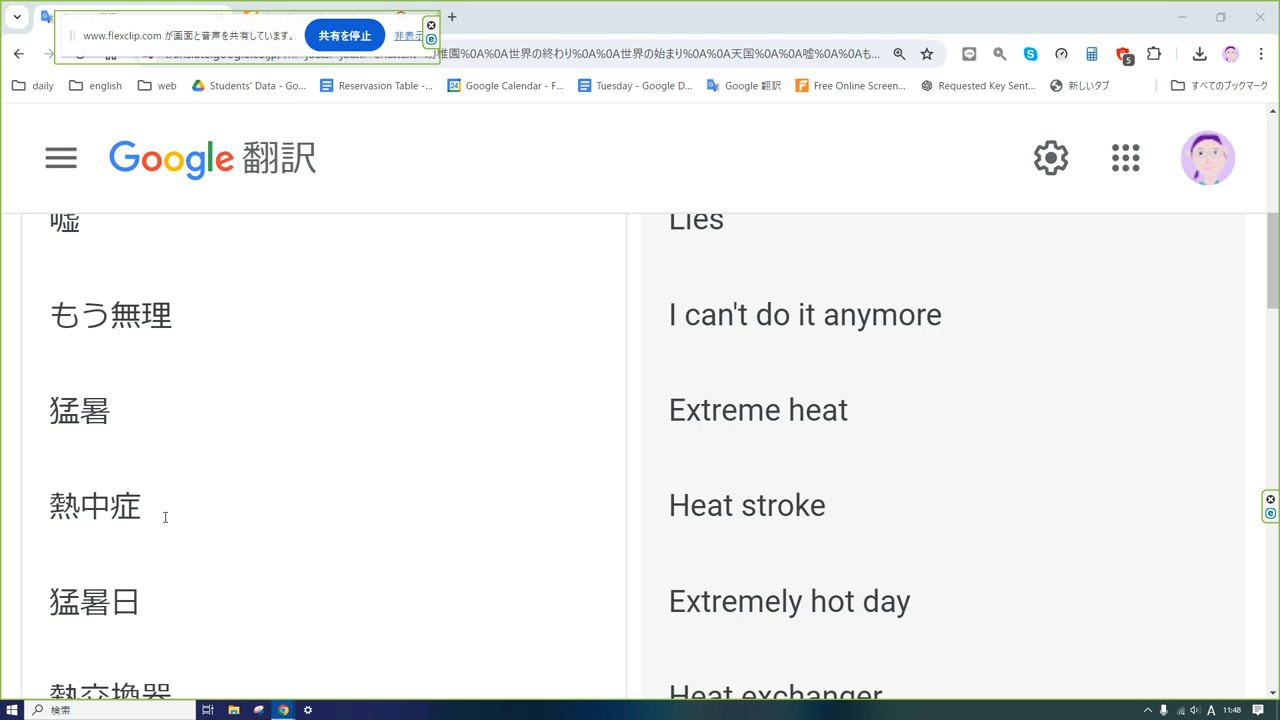 www.flexclip.com が画面と音声を共有しています。
共有を停止
非表示
稚園%0A%0A世界の終わり%0A%0A世界の始まり%0A%0A天国%0A%0A嘘%0A%0Aも…
daily
english
web
Students' Data - Go...
Reservasion Table -...
Google Calendar - F...
Tuesday - Google D...
Google 翻訳
Free Online Screen...
Requested Key Sent...
新しいタブ
すべてのブックマーク
Google 翻訳
嘘
Lies
もう無理
I can't do it anymore
猛暑
Extreme heat
熱中症
Heat stroke
猛暑日
Extremely hot day
熱交換器
Heat exchanger
検索
A
11:48